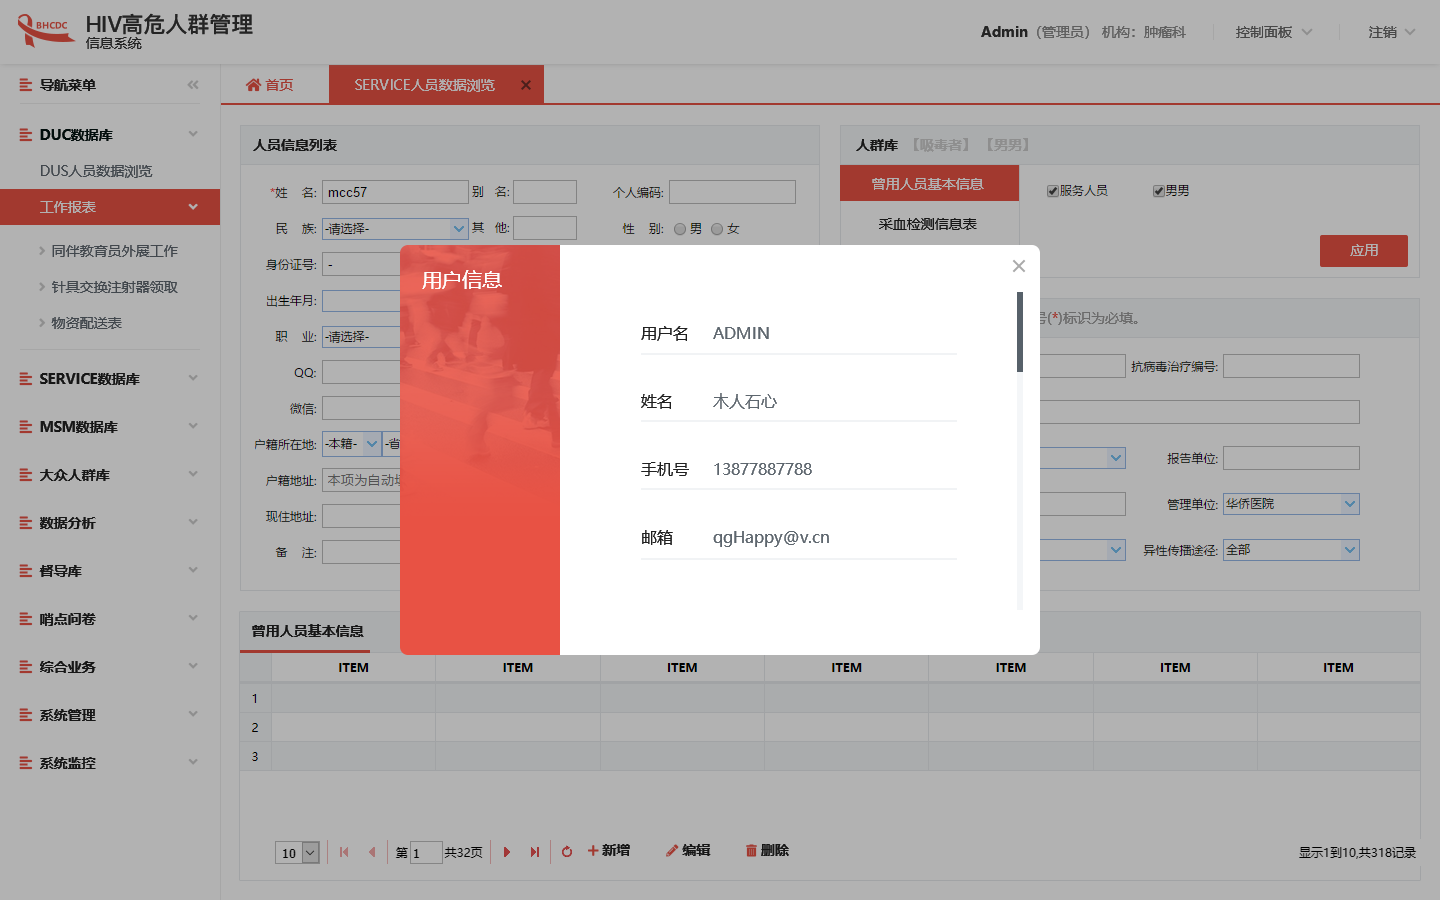 BHCDC
HIV高危人群管理
信息系统
Admin（管理员） 机构：肿瘤科
控制面板
注销
导航菜单
首页
SERVICE人员数据浏览
DUC数据库
DUS人员数据浏览
工作报表
同伴教育员外展工作
针具交换注射器领取
物资配送表
SERVICE数据库
MSM数据库
大众人群库
数据分析
督导库
哨点问卷
综合业务
系统管理
系统监控
人员信息列表
*姓 名: mcc57 别 名: 个人编码:
民 族: -请选择- 其 他: 性 别: 男 女
身份证号: -
出生年月:
职 业: -请选择-
QQ:
微信:
户籍所在地: -本籍- -省
户籍地址: 本项为自动
现住地址:
备 注:
人群库 【吸毒者】 【男男】
曾用人员基本信息
采血检测信息表
服务人员 男男
应用
(*)标识为必填。
抗病毒治疗编号:
报告单位:
管理单位: 华侨医院
异性传播途径: 全部
用户信息
用户名 ADMIN
姓名 木人石心
手机号 13877887788
邮箱 qgHappy@v.cn
曾用人员基本信息
ITEM ITEM ITEM ITEM ITEM ITEM ITEM
1
2
3
10 第 1 共32页 新增 编辑 删除
显示1到10,共318记录